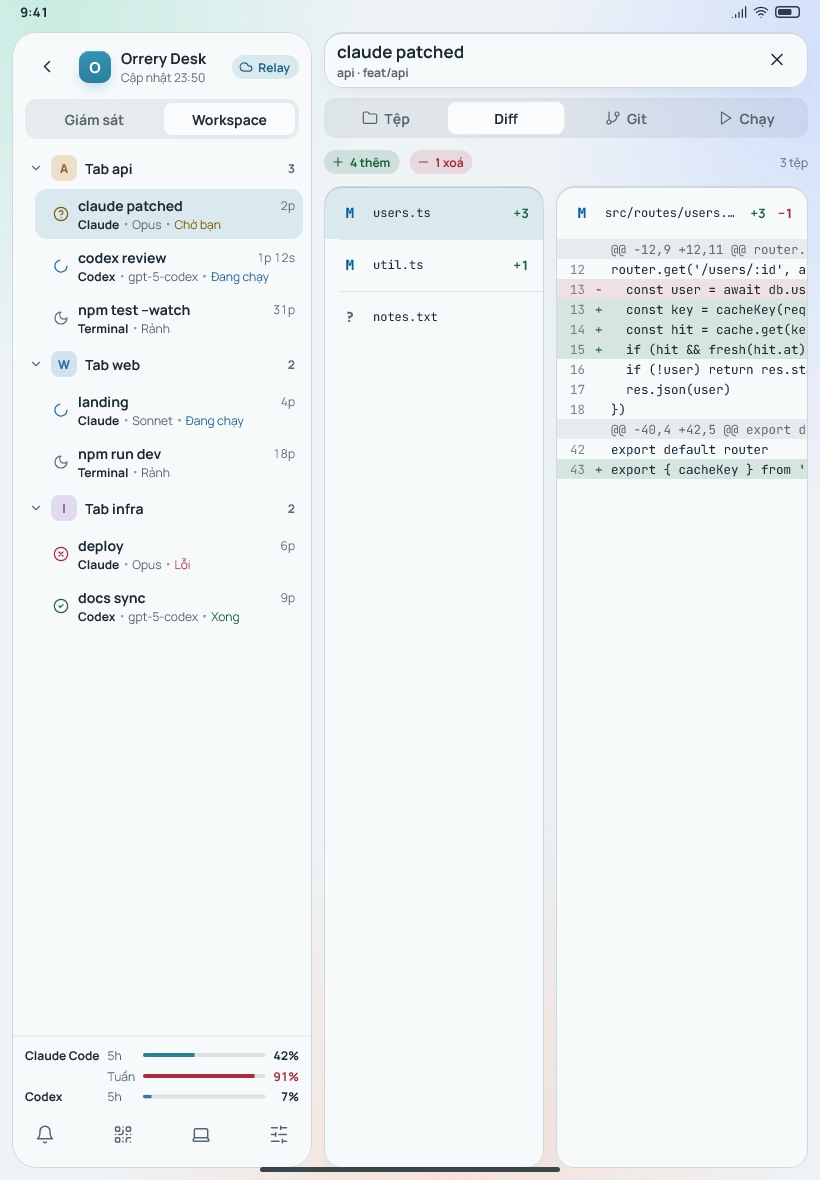 9:41
O
Orrery Desk
Cập nhật 23:50
Relay
Giám sát
Workspace
A
Tab api
3
claude patched
2p
Claude · Opus · Chờ bạn
codex review
1p 12s
Codex · gpt-5-codex · Đang chạy
npm test –watch
31p
Terminal · Rảnh
W
Tab web
2
landing
4p
Claude · Sonnet · Đang chạy
npm run dev
18p
Terminal · Rảnh
I
Tab infra
2
deploy
6p
Claude · Opus · Lỗi
docs sync
9p
Codex · gpt-5-codex · Xong
Claude Code 5h 42%
Tuần 91%
Codex 5h 7%
claude patched
api · feat/api
Tệp
Diff
Git
Chạy
+ 4 thêm
− 1 xoá
3 tệp
M users.ts +3
M util.ts +1
? notes.txt
M src/routes/users.… +3 −1
@@ -12,9 +12,11 @@ router.
12 router.get('/users/:id', a
13 - const user = await db.us
13 + const key = cacheKey(req
14 + const hit = cache.get(ke
15 + if (hit && fresh(hit.at)
16 if (!user) return res.st
17 res.json(user)
18 })
@@ -40,4 +42,5 @@ export d
42 export default router
43 + export { cacheKey } from '